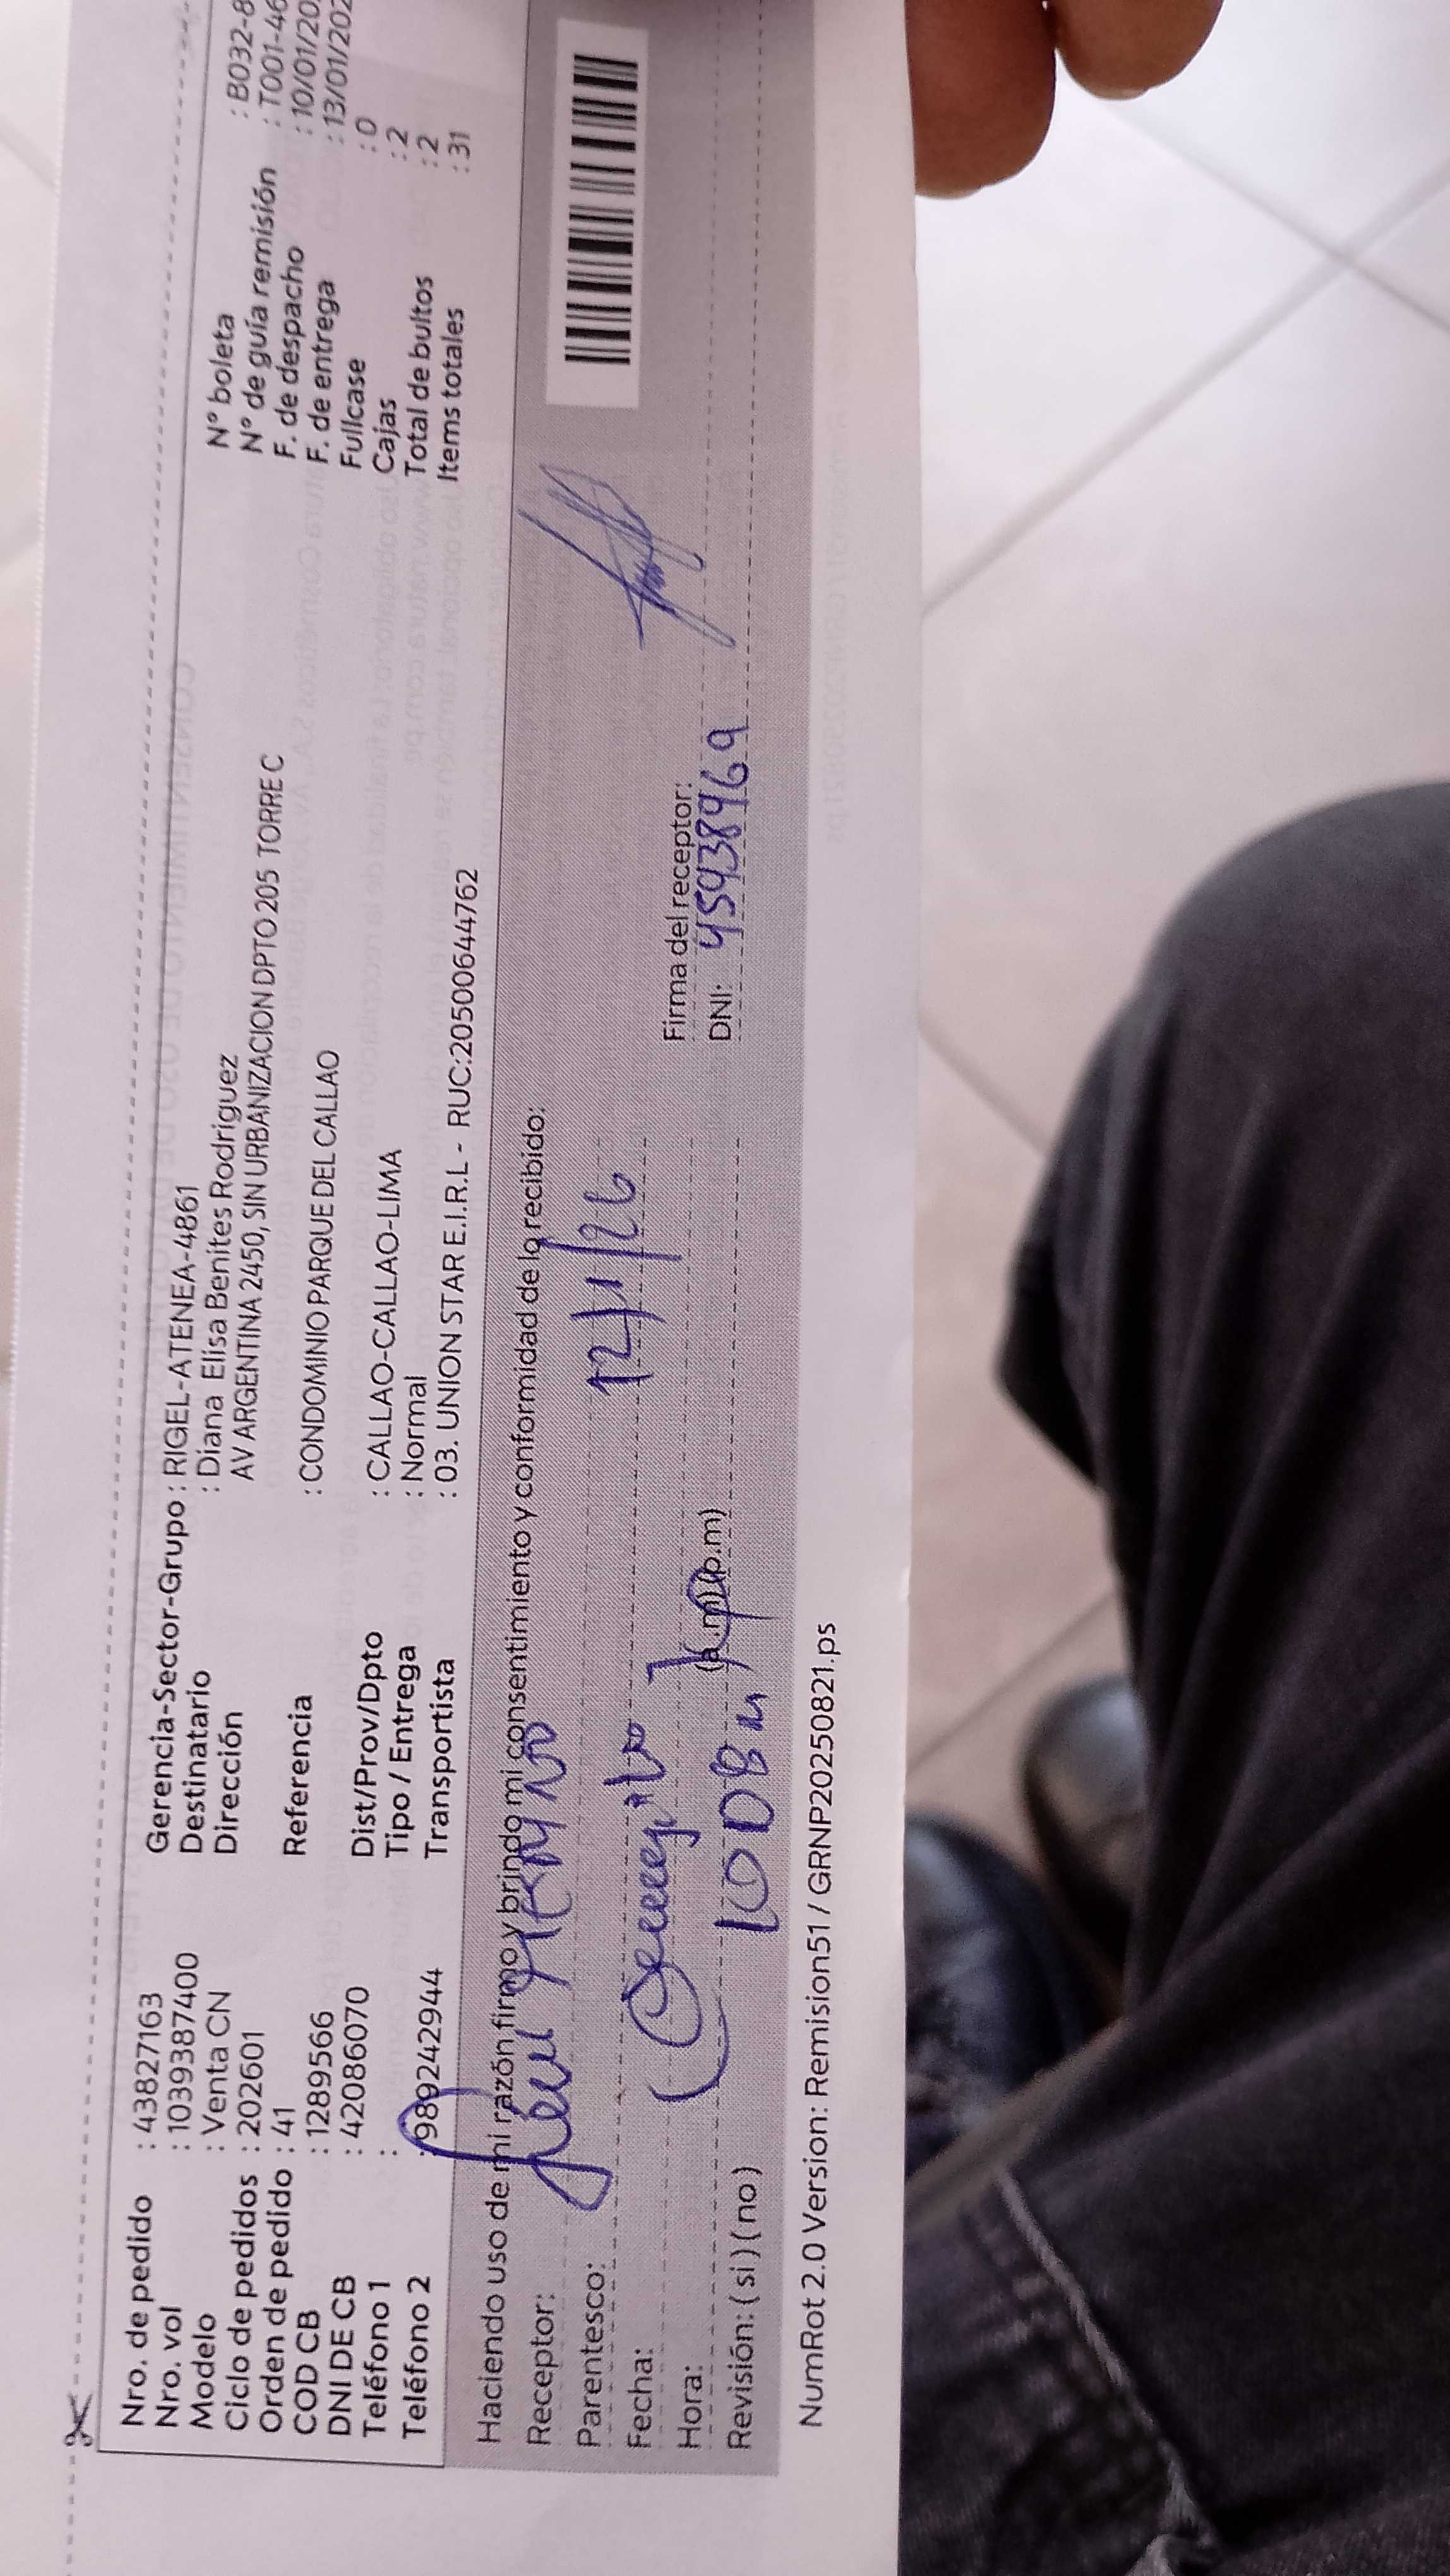 Nro. de pedido : 43827163
Nro. vol : 1039387400
Modelo : Venta CN
Ciclo de pedidos : 202601
Orden de pedido : 41
COD CB : 1289566
DNI DE CB : 42086070
Teléfono 1 :
Teléfono 2 : 989242944
Gerencia-Sector-Grupo : RIGEL-ATENEA-4861
Destinatario : Diana Elisa Benites Rodriguez
Dirección AV ARGENTINA 2450, SIN URBANIZACION DPTO 205 TORRE C
Referencia : CONDOMINIO PARQUE DEL CALLAO
Dist/Prov/Dpto : CALLAO-CALLAO-LIMA
Tipo / Entrega : Normal
Transportista : 03. UNION STAR E.I.R.L - RUC:20500644762
N° boleta : B032-8
N° de guía remisión : T001-46
F. de despacho : 10/01/20
F. de entrega : 13/01/202
Fullcase : 0
Cajas : 2
Total de bultos : 2
Items totales : 31
Haciendo uso de mi razón firmo y brindo mi consentimiento y conformidad de lo recibido:
Receptor:
Parentesco:
Fecha: 12/1/26
Hora: (a.m) (p.m)
Revisión: ( si ) ( no )
Firma del receptor:
DNI: 45938969
NumRot 2.0 Version: Remision51 / GRNP20250821.ps